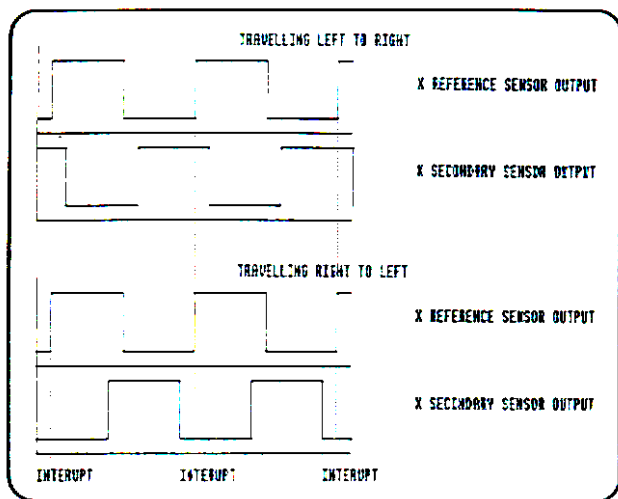 TRAVELLING LEFT TO RIGHT
X REFERENCE SENSOR OUTPUT
X SECONDARY SENSOR OUTPUT
TRAVELLING RIGHT TO LEFT
X REFERENCE SENSOR OUTPUT
X SECONDARY SENSOR OUTPUT
INTERUPT INTERUPT INTERUPT